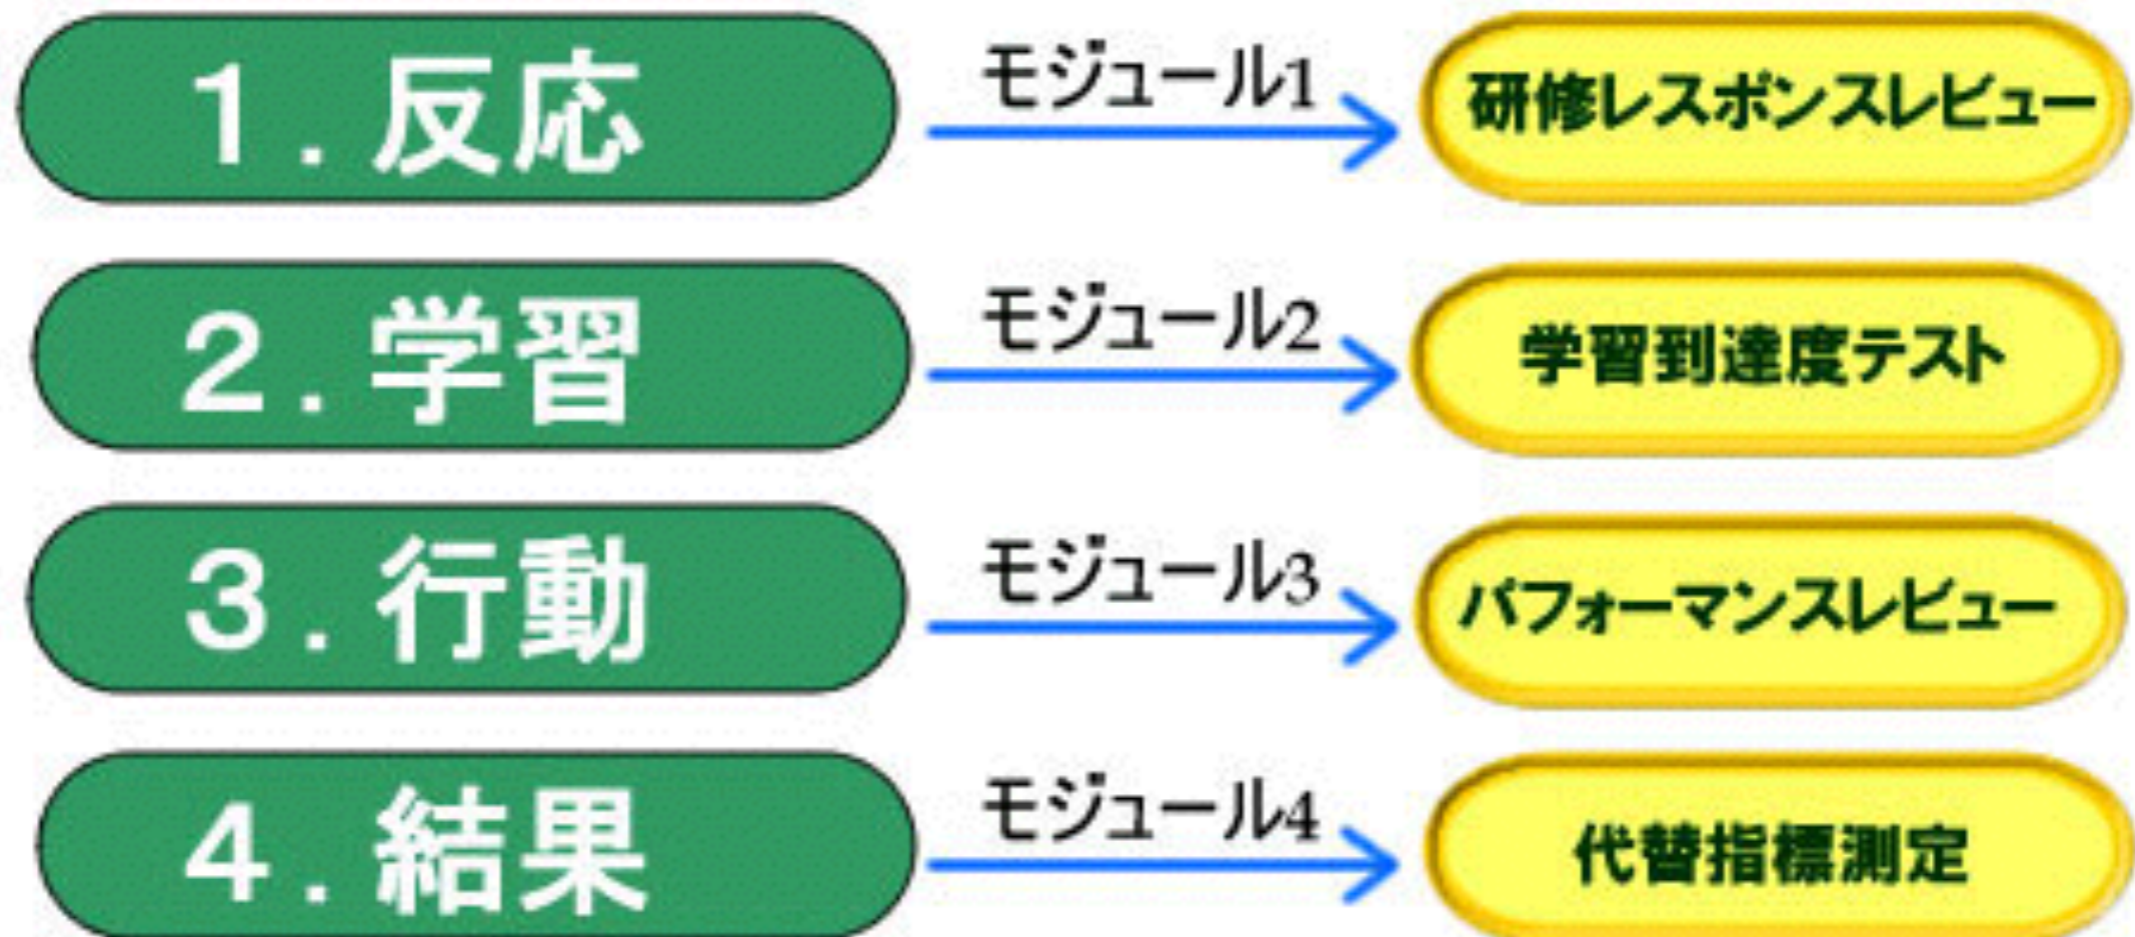 1.反応
モジュール1
研修レスポンスレビュー
2.学習
モジュール2
学習到達度テスト
3.行動
モジュール3
パフォーマンスレビュー
4.結果
モジュール4
代替指標測定